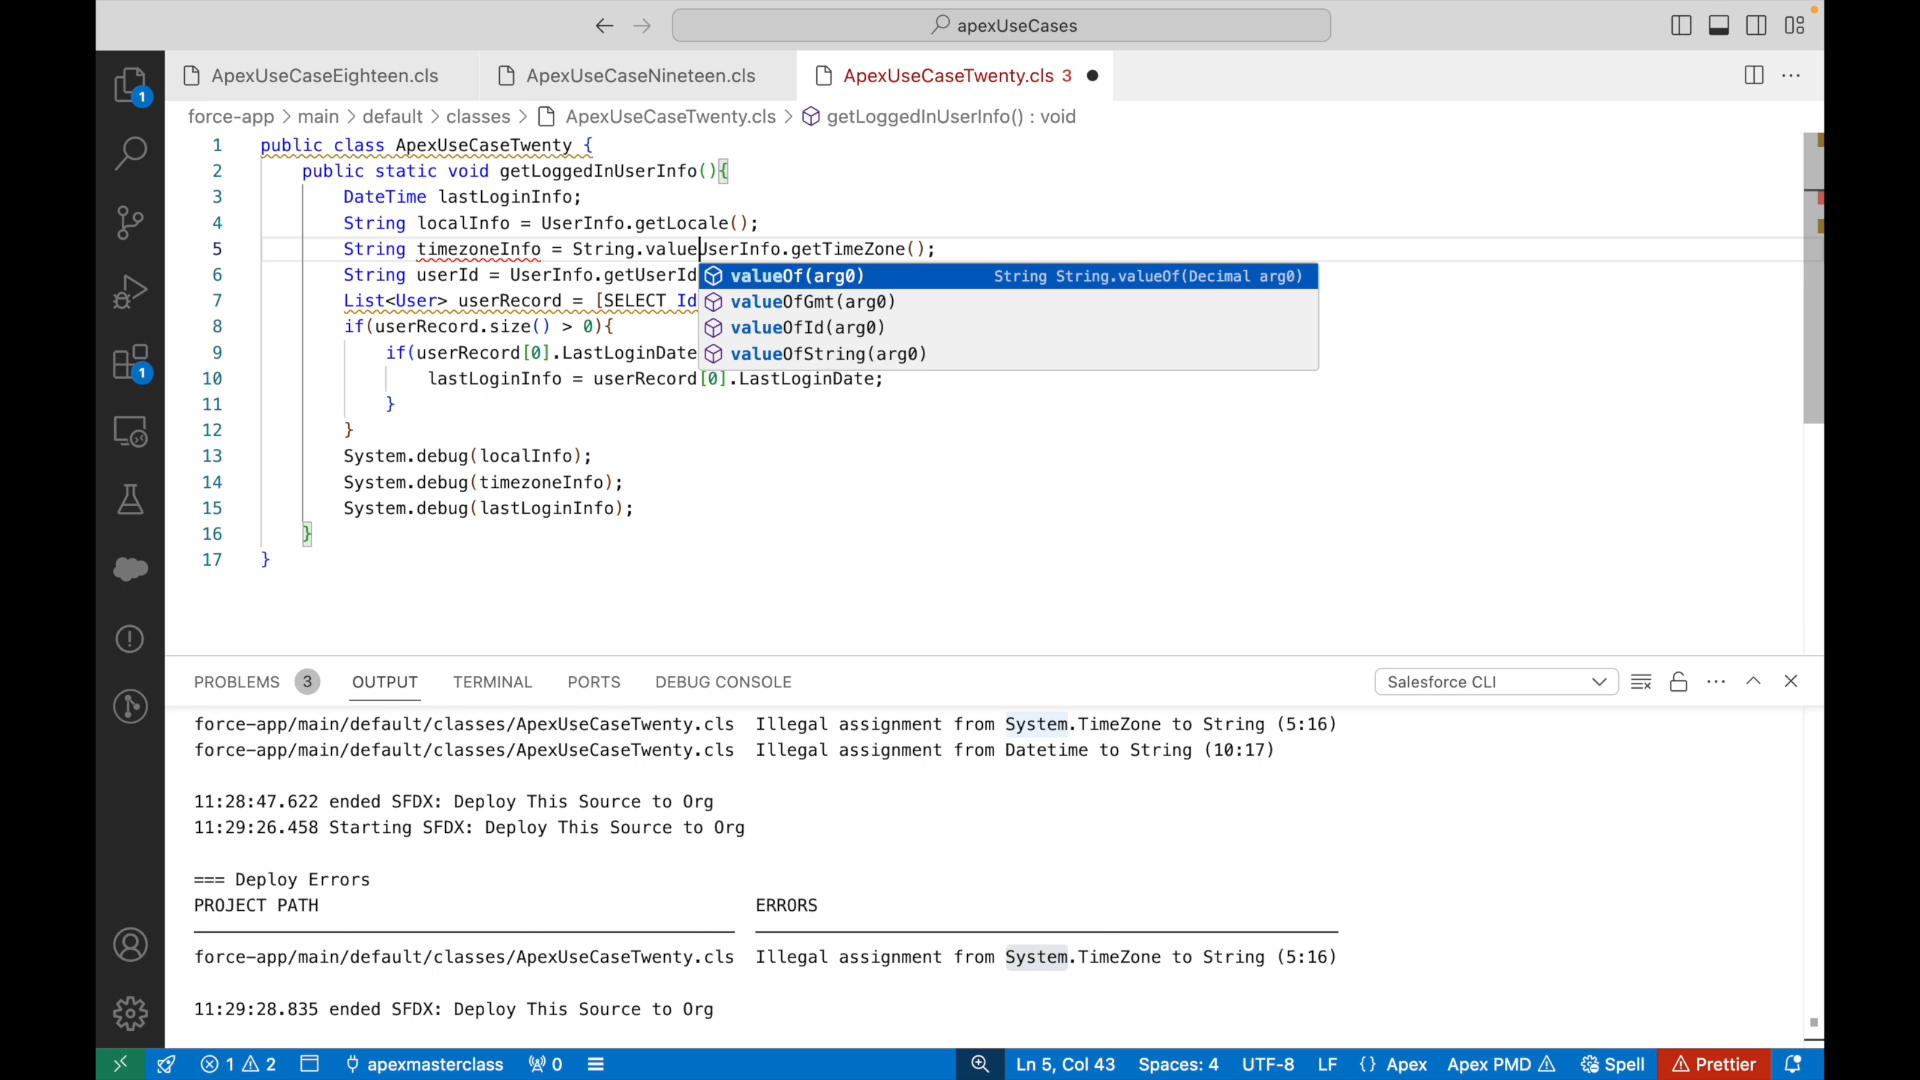 apexUseCases
ApexUseCaseEighteen.cls
ApexUseCaseNineteen.cls
ApexUseCaseTwenty.cls 3
force-app > main > default > classes > ApexUseCaseTwenty.cls > getLoggedInUserInfo() : void
1 public class ApexUseCaseTwenty {
2 public static void getLoggedInUserInfo(){
3 DateTime lastLoginInfo;
4 String localInfo = UserInfo.getLocale();
5 String timezoneInfo = String.valueUserInfo.getTimeZone();
6 String userId = UserInfo.getUserId
7 List<User> userRecord = [SELECT Id
8 if(userRecord.size() > 0){
9 if(userRecord[0].LastLoginDate
10 lastLoginInfo = userRecord[0].LastLoginDate;
11 }
12 }
13 System.debug(localInfo);
14 System.debug(timezoneInfo);
15 System.debug(lastLoginInfo);
16 }
17 }
valueOf(arg0) String String.valueOf(Decimal arg0)
valueOfGmt(arg0)
valueOfId(arg0)
valueOfString(arg0)
1
1
PROBLEMS 3 OUTPUT TERMINAL PORTS DEBUG CONSOLE Salesforce CLI
force-app/main/default/classes/ApexUseCaseTwenty.cls Illegal assignment from System.TimeZone to String (5:16)
force-app/main/default/classes/ApexUseCaseTwenty.cls Illegal assignment from Datetime to String (10:17)
11:28:47.622 ended SFDX: Deploy This Source to Org
11:29:26.458 Starting SFDX: Deploy This Source to Org
=== Deploy Errors
PROJECT PATH ERRORS
force-app/main/default/classes/ApexUseCaseTwenty.cls Illegal assignment from System.TimeZone to String (5:16)
11:29:28.835 ended SFDX: Deploy This Source to Org
1 2 apexmasterclass 0 Ln 5, Col 43 Spaces: 4 UTF-8 LF {} Apex Apex PMD Spell Prettier